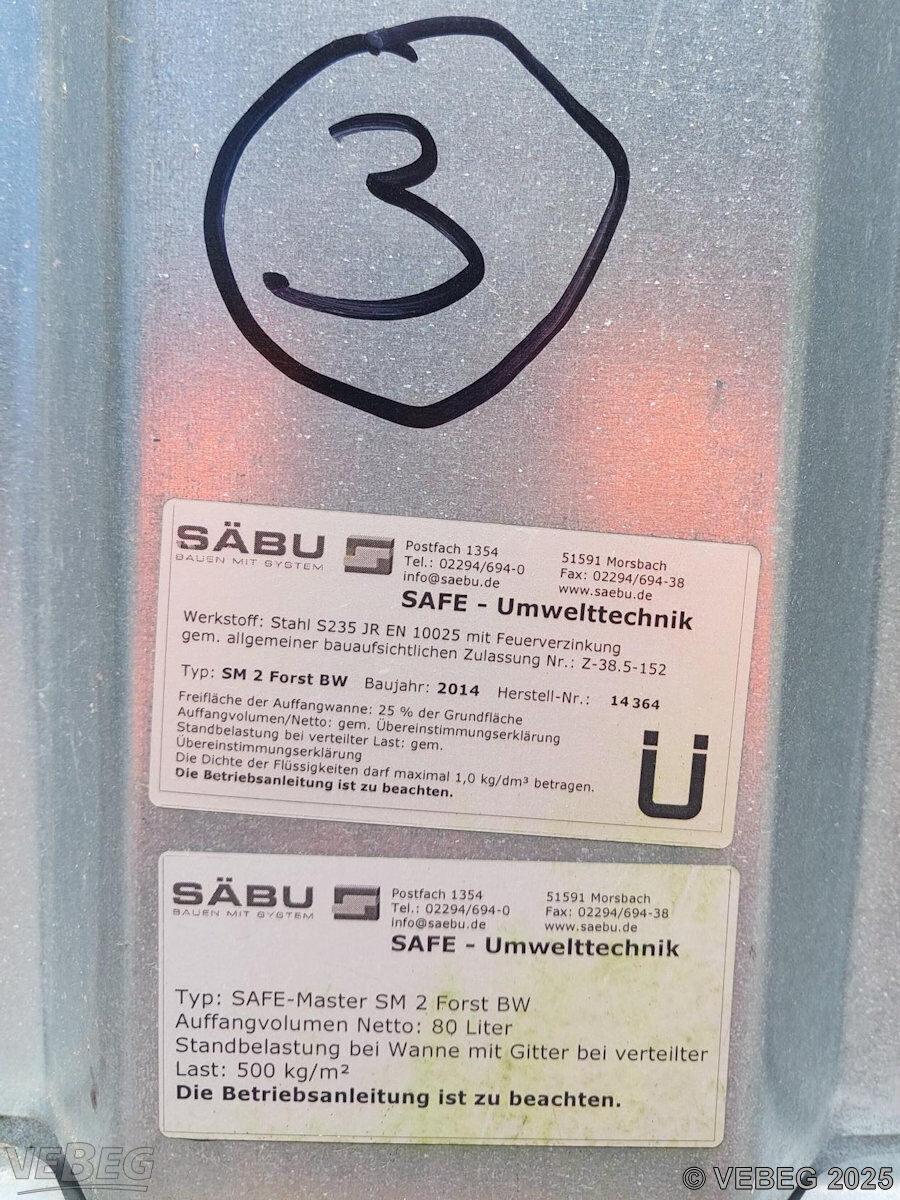 3
SÄBU
BAUEN MIT SYSTEM
Postfach 1354
Tel.: 02294/694-0
info@saebu.de
51591 Morsbach
Fax: 02294/694-38
www.saebu.de
SAFE - Umwelttechnik
Werkstoff: Stahl S235 JR EN 10025 mit Feuerverzinkung
gem. allgemeiner bauaufsichtlichen Zulassung Nr.: Z-38.5-152
Typ: SM 2 Forst BW Baujahr: 2014 Herstell-Nr.: 14364
Freifläche der Auffangwanne: 25 % der Grundfläche
Auffangvolumen/Netto: gem. Übereinstimmungserklärung
Standbelastung bei verteilter Last: gem.
Übereinstimmungserklärung
Die Dichte der Flüssigkeiten darf maximal 1,0 kg/dm³ betragen.
Die Betriebsanleitung ist zu beachten.
Ü
SÄBU
BAUEN MIT SYSTEM
Postfach 1354
Tel.: 02294/694-0
info@saebu.de
51591 Morsbach
Fax: 02294/694-38
www.saebu.de
SAFE - Umwelttechnik
Typ: SAFE-Master SM 2 Forst BW
Auffangvolumen Netto: 80 Liter
Standbelastung bei Wanne mit Gitter bei verteilter
Last: 500 kg/m²
Die Betriebsanleitung ist zu beachten.
VEBEG
© VEBEG 2025